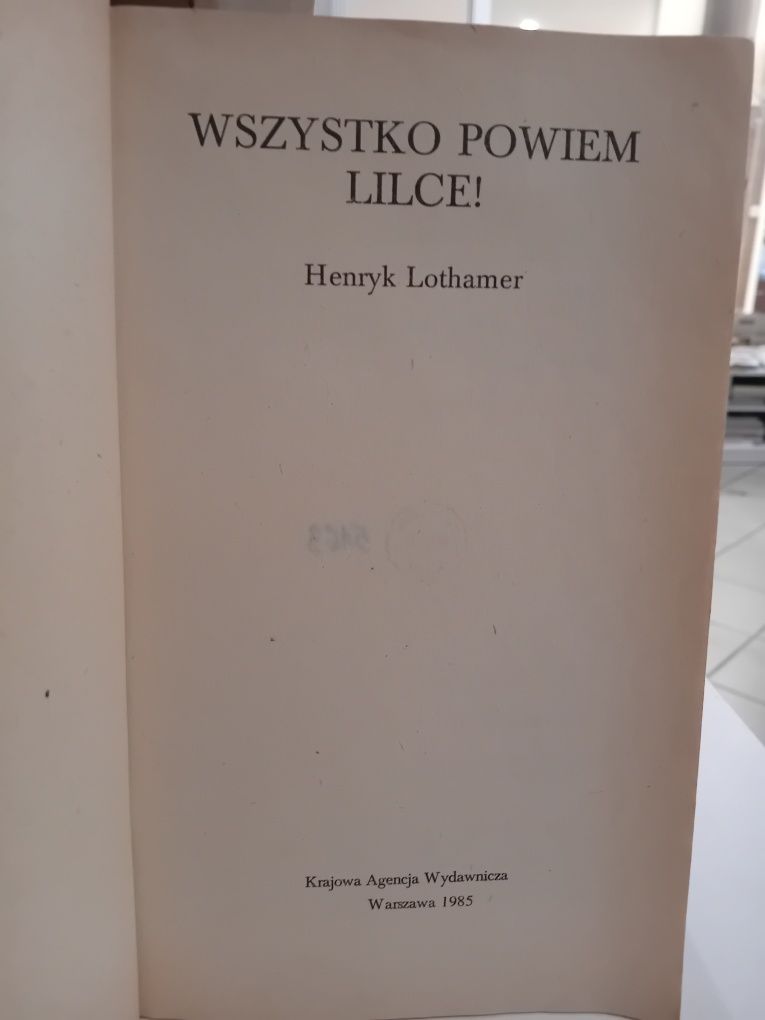 WSZYSTKO POWIEM
LILCE!
Henryk Lothamer
Krajowa Agencja Wydawnicza
Warszawa 1985